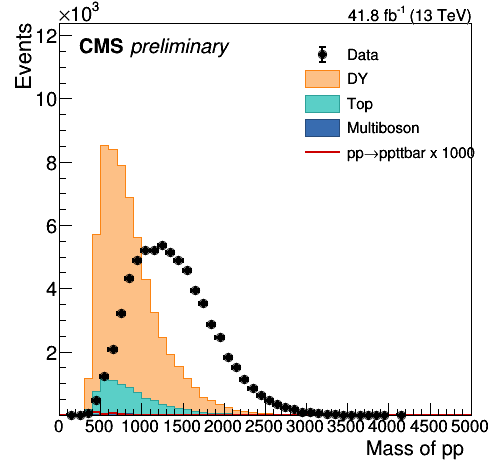 ×10³
41.8 fb⁻¹ (13 TeV)
CMS preliminary
Events
12
10
8
6
4
2
Data
DY
Top
Multiboson
pp→ppttbar x 1000
0 500 1000 1500 2000 2500 3000 3500 4000 4500 5000
Mass of pp